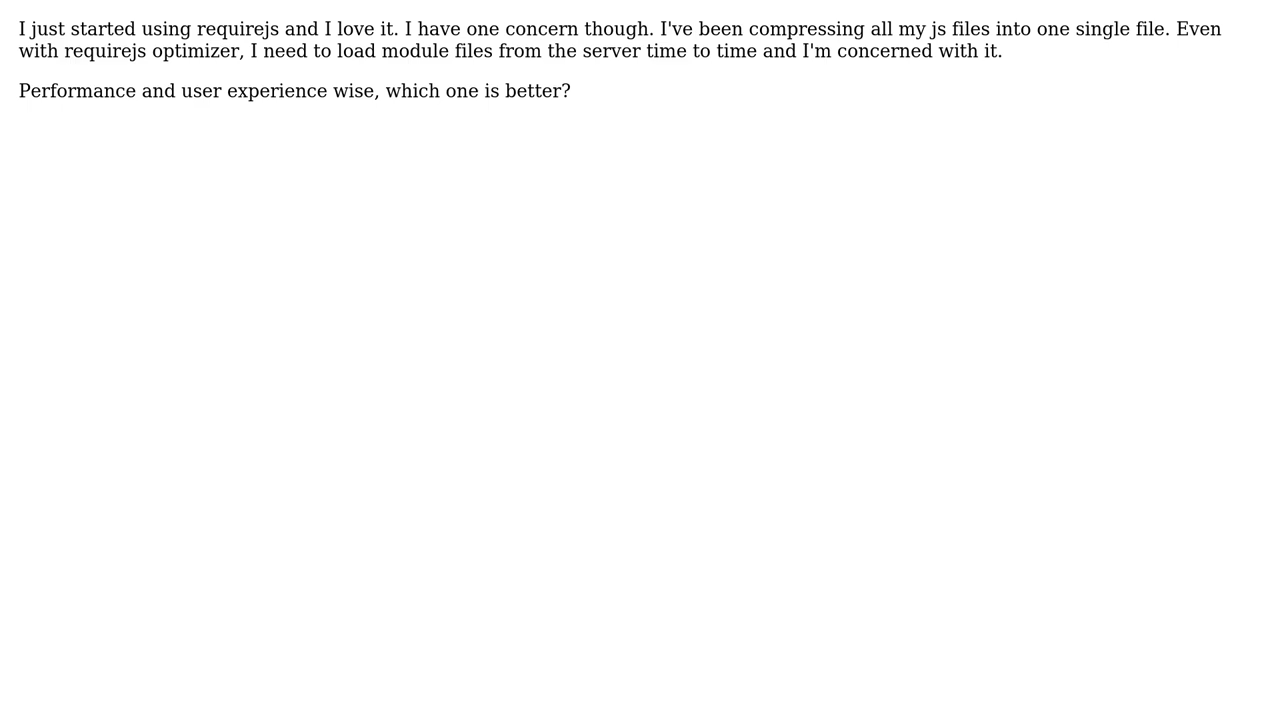 I just started using requirejs and I love it. I have one concern though. I've been compressing all my js files into one single file. Even
with requirejs optimizer, I need to load module files from the server time to time and I'm concerned with it.
Performance and user experience wise, which one is better?